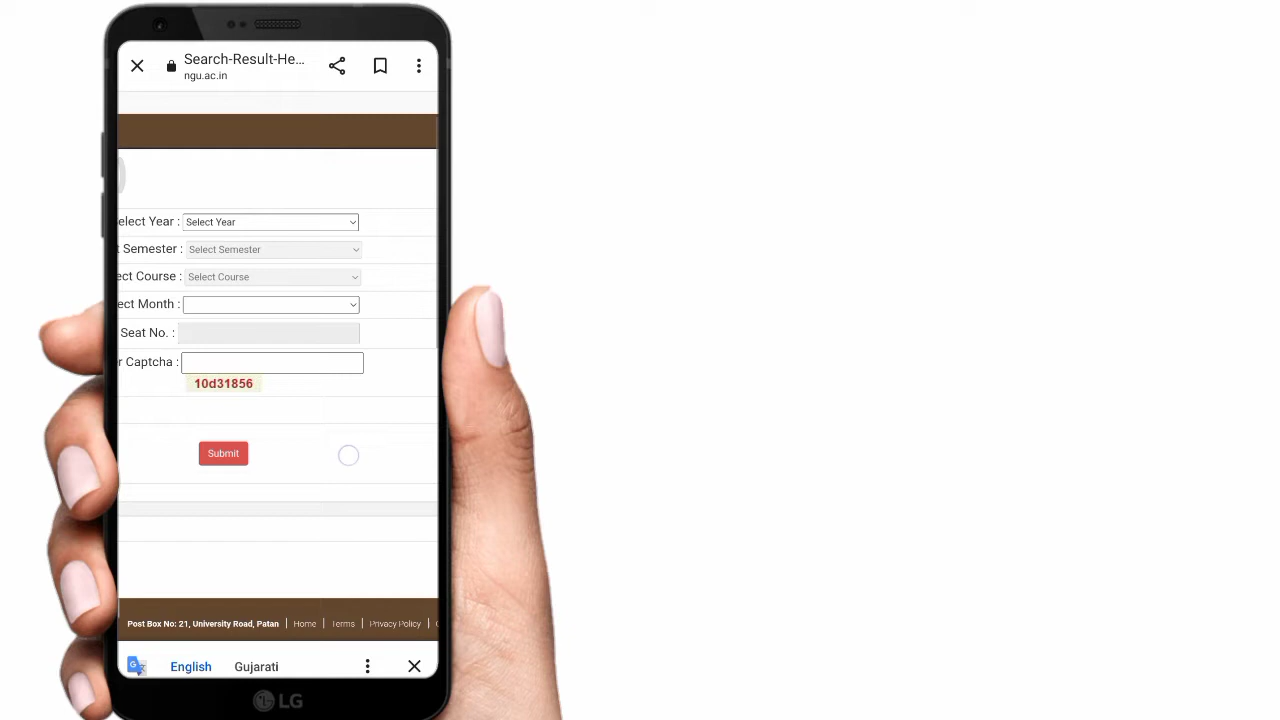 Search-Result-He...
ngu.ac.in
elect Year : Select Year
t Semester : Select Semester
ect Course : Select Course
ect Month :
Seat No. :
r Captcha :
10d31856
Submit
Post Box No: 21, University Road, Patan | Home | Terms | Privacy Policy |
English Gujarati
LG